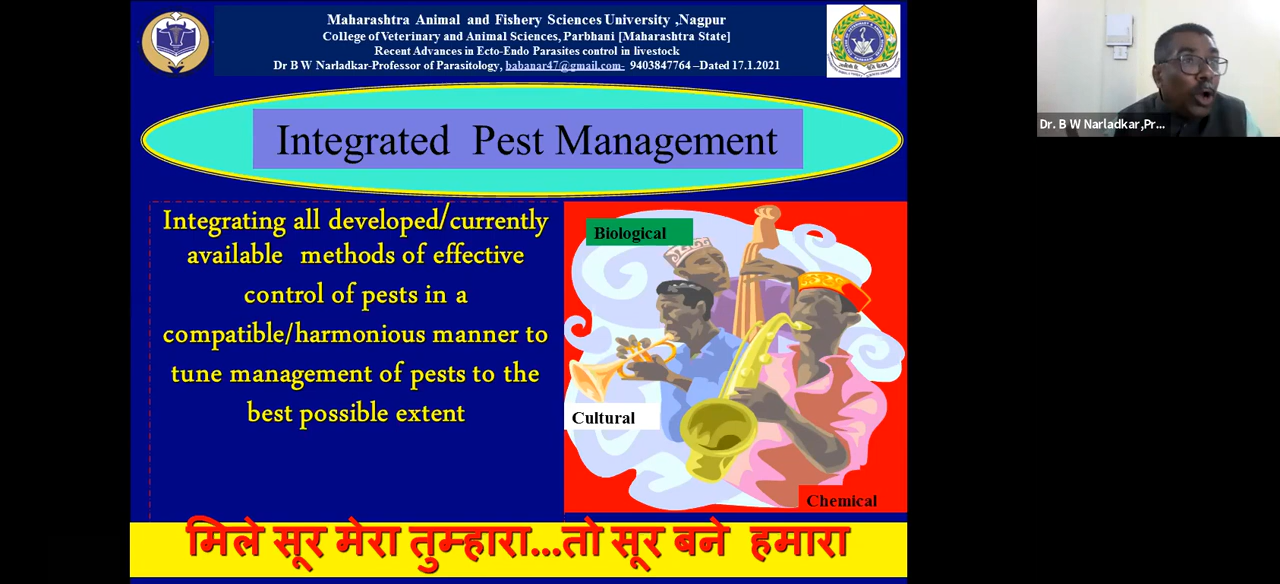 Maharashtra Animal and Fishery Sciences University ,Nagpur
College of Veterinary and Animal Sciences, Parbhani [Maharashtra State]
Recent Advances in Ecto-Endo Parasites control in livestock
Dr B W Narladkar-Professor of Parasitology, babanar47@gmail.com- 9403847764 –Dated 17.1.2021
Dr. B W Narladkar,Pr...
Integrated Pest Management
Integrating all developed/currently
available methods of effective
control of pests in a
compatible/harmonious manner to
tune management of pests to the
best possible extent
Biological
Cultural
Chemical
मिले सूर मेरा तुम्हारा...तो सूर बने हमारा